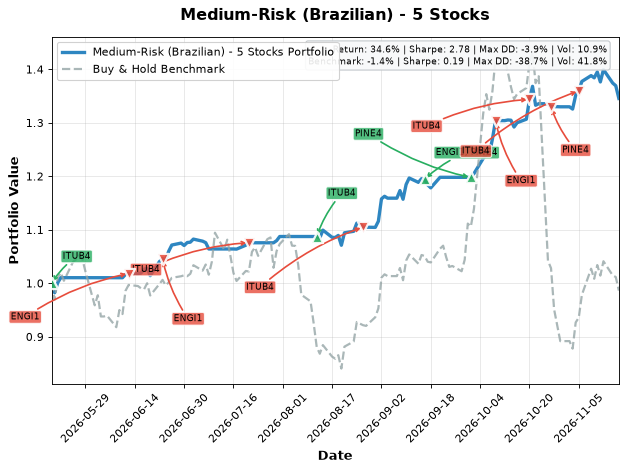 Medium-Risk (Brazilian) - 5 Stocks
Return: 34.6% | Sharpe: 2.78 | Max DD: -3.9% | Vol: 10.9%
Benchmark: -1.4% | Sharpe: 0.19 | Max DD: -38.7% | Vol: 41.8%
Medium-Risk (Brazilian) - 5 Stocks Portfolio
Buy & Hold Benchmark
Portfolio Value
1.4
1.3
1.2
1.1
1.0
0.9
ITUB4
PINE4
ENGI
ITUB4
ENGI1
PINE4
ITUB4
ITUB4
ITUB4
ITUB4
ENGI1
ENGI1
2026-05-29
2026-06-14
2026-06-30
2026-07-16
2026-08-01
2026-08-17
2026-09-02
2026-09-18
2026-10-04
2026-10-20
2026-11-05
Date